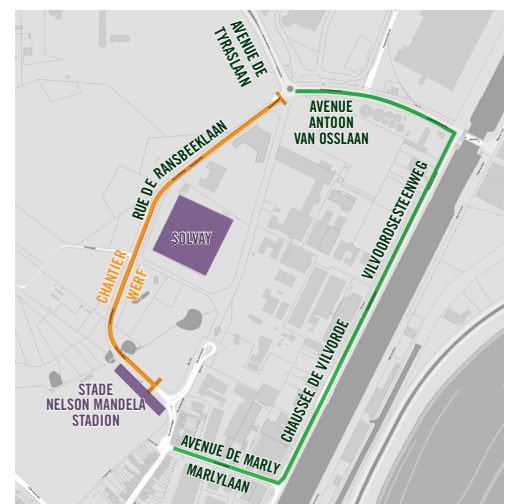 AVENUE DE
TYRASLAAN
AVENUE
ANTOON
VAN OSSLAAN
RUE DE RANSBEEKLAAN
VILVOORDSESTEENWEG
SOLVAY
CHANTIER
WERF
CHAUSSÉE DE VILVORDE
STADE
NELSON MANDELA
STADION
AVENUE DE MARLY
MARLYLAAN